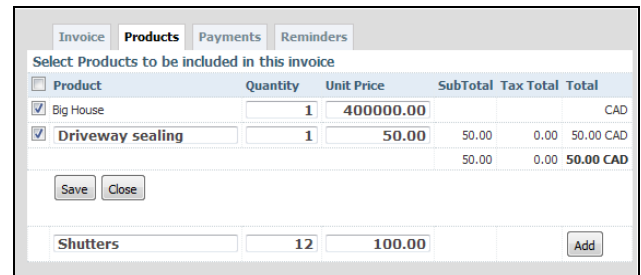 Invoice Products Payments Reminders
Select Products to be included in this invoice
Product Quantity Unit Price SubTotal Tax Total Total
Big House 1 400000.00 CAD
Driveway sealing 1 50.00 50.00 0.00 50.00 CAD
50.00 0.00 50.00 CAD
Save Close
Shutters 12 100.00 Add